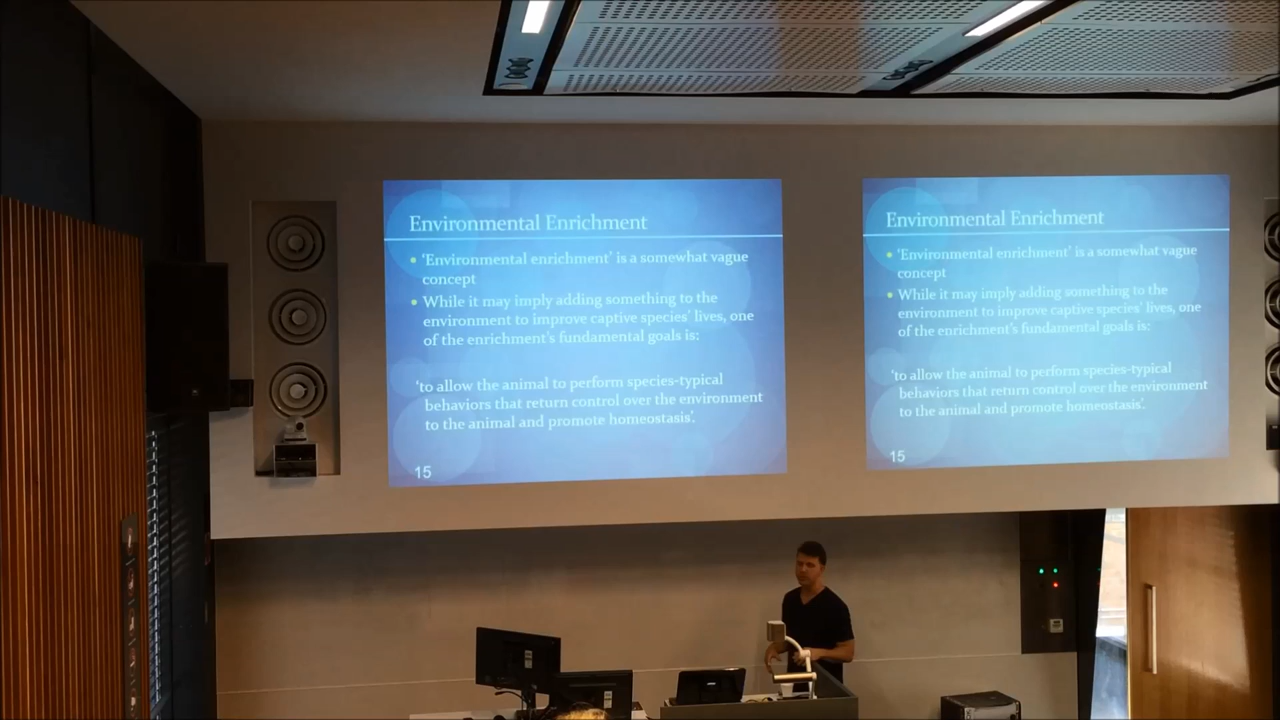 Environmental Enrichment
• 'Environmental enrichment' is a somewhat vague
concept
• While it may imply adding something to the
environment to improve captive species' lives, one
of the enrichment's fundamental goals is:
'to allow the animal to perform species-typical
behaviors that return control over the environment
to the animal and promote homeostasis'.
15
Environmental Enrichment
• 'Environmental enrichment' is a somewhat vague
concept
• While it may imply adding something to the
environment to improve captive species' lives, one
of the enrichment's fundamental goals is:
'to allow the animal to perform species-typical
behaviors that return control over the environment
to the animal and promote homeostasis'.
15